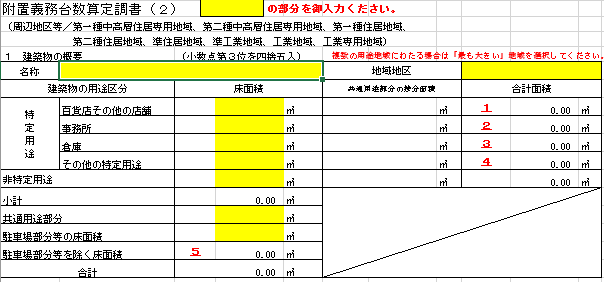 附置義務台数算定調書（２） の部分を御入力ください。
（周辺地区等／第一種中高層住居専用地域、第二種中高層住居専用地域、第一種住居地域、
第二種住居地域、準住居地域、準工業地域、工業地域、工業専用地域）
１　建築物の概要 （小数点第３位を四捨五入） 複数の用途地域にわたる場合は『最も大きい』地域を選択してください。
名称 地域地区
建築物の用途区分 床面積 共通用途部分の按分面積 合計面積
特定用途
百貨店その他の店舗 ㎡ ㎡ 1 0.00 ㎡
事務所 ㎡ ㎡ 2 0.00 ㎡
倉庫 ㎡ ㎡ 3 0.00 ㎡
その他の特定用途 ㎡ ㎡ 4 0.00 ㎡
非特定用途 ㎡ ㎡ 0.00 ㎡
小計 0.00 ㎡
共通用途部分 ㎡
駐車場部分等の床面積 ㎡
駐車場部分等を除く床面積 5 0.00 ㎡
合計 0.00 ㎡